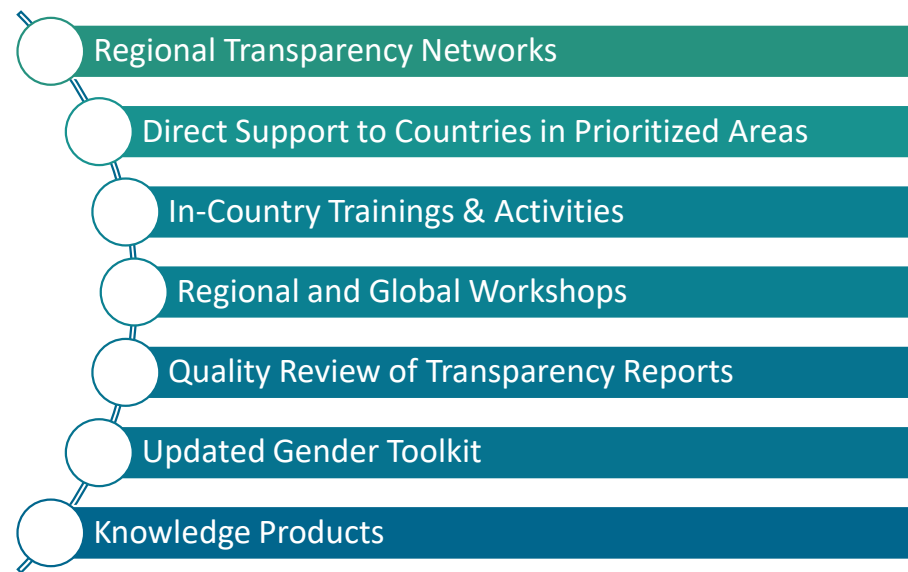 Regional Transparency Networks
Direct Support to Countries in Prioritized Areas
In-Country Trainings & Activities
Regional and Global Workshops
Quality Review of Transparency Reports
Updated Gender Toolkit
Knowledge Products